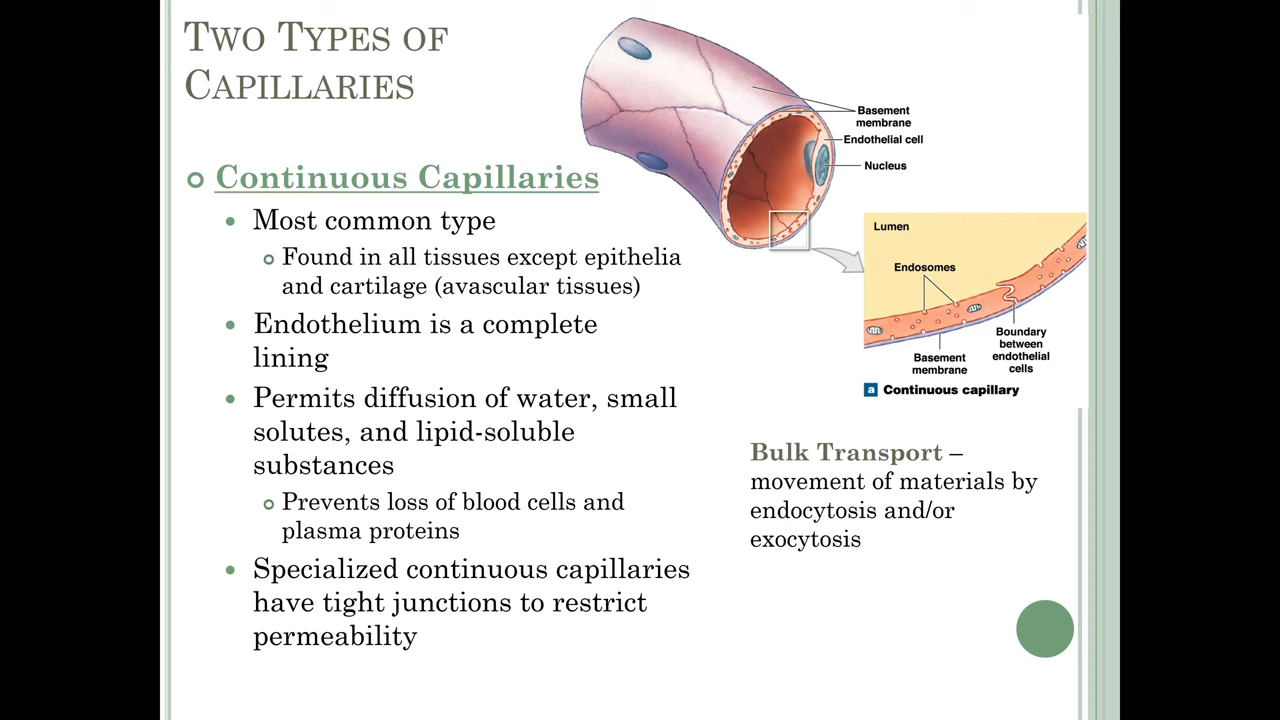 TWO TYPES OF
CAPILLARIES
Continuous Capillaries
Most common type
Found in all tissues except epithelia
and cartilage (avascular tissues)
Endothelium is a complete
lining
Permits diffusion of water, small
solutes, and lipid-soluble
substances
Prevents loss of blood cells and
plasma proteins
Specialized continuous capillaries
have tight junctions to restrict
permeability
Basement
membrane
Endothelial cell
Nucleus
Lumen
Endosomes
Boundary
between
endothelial
cells
Basement
membrane
a Continuous capillary
Bulk Transport –
movement of materials by
endocytosis and/or
exocytosis